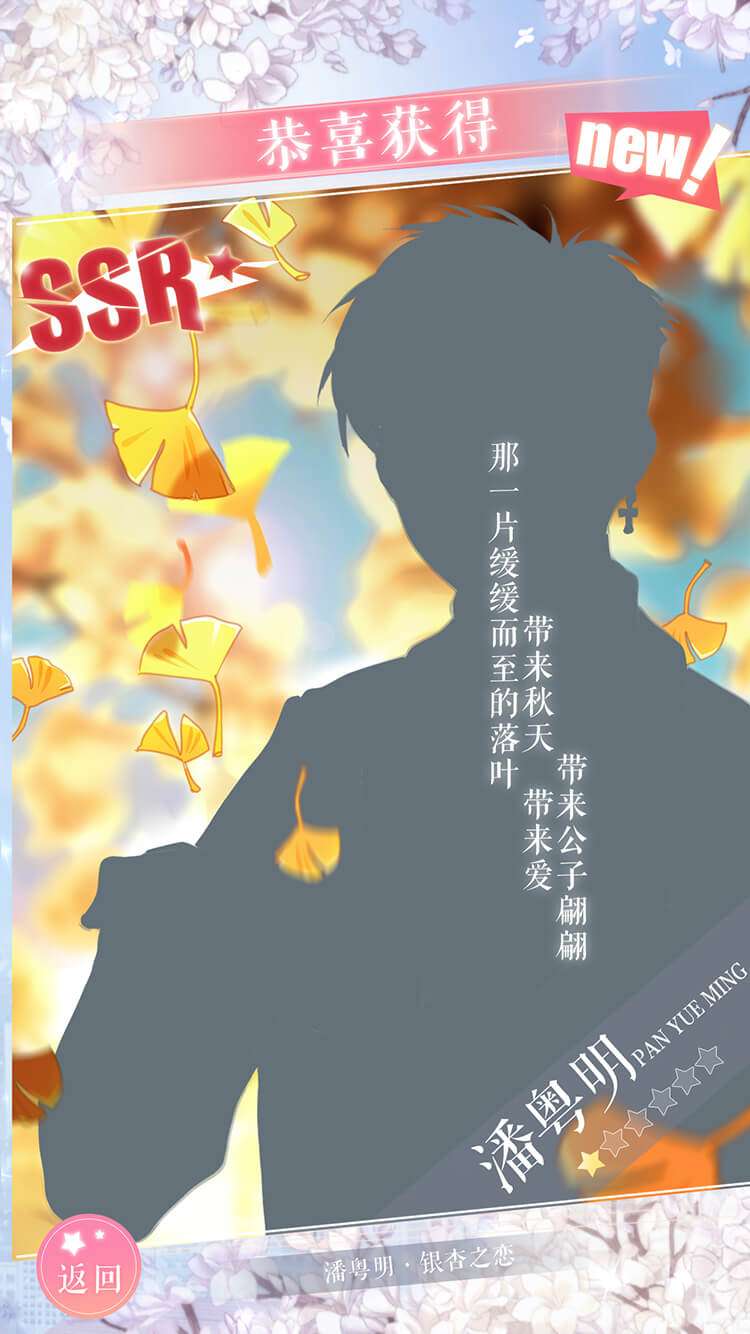 恭喜获得
new!
SSR
那一片缓缓而至的落叶
带来秋天 带来爱
带来公子翩翩
潘粤明 PAN YUE MING
潘粤明·银杏之恋
返回